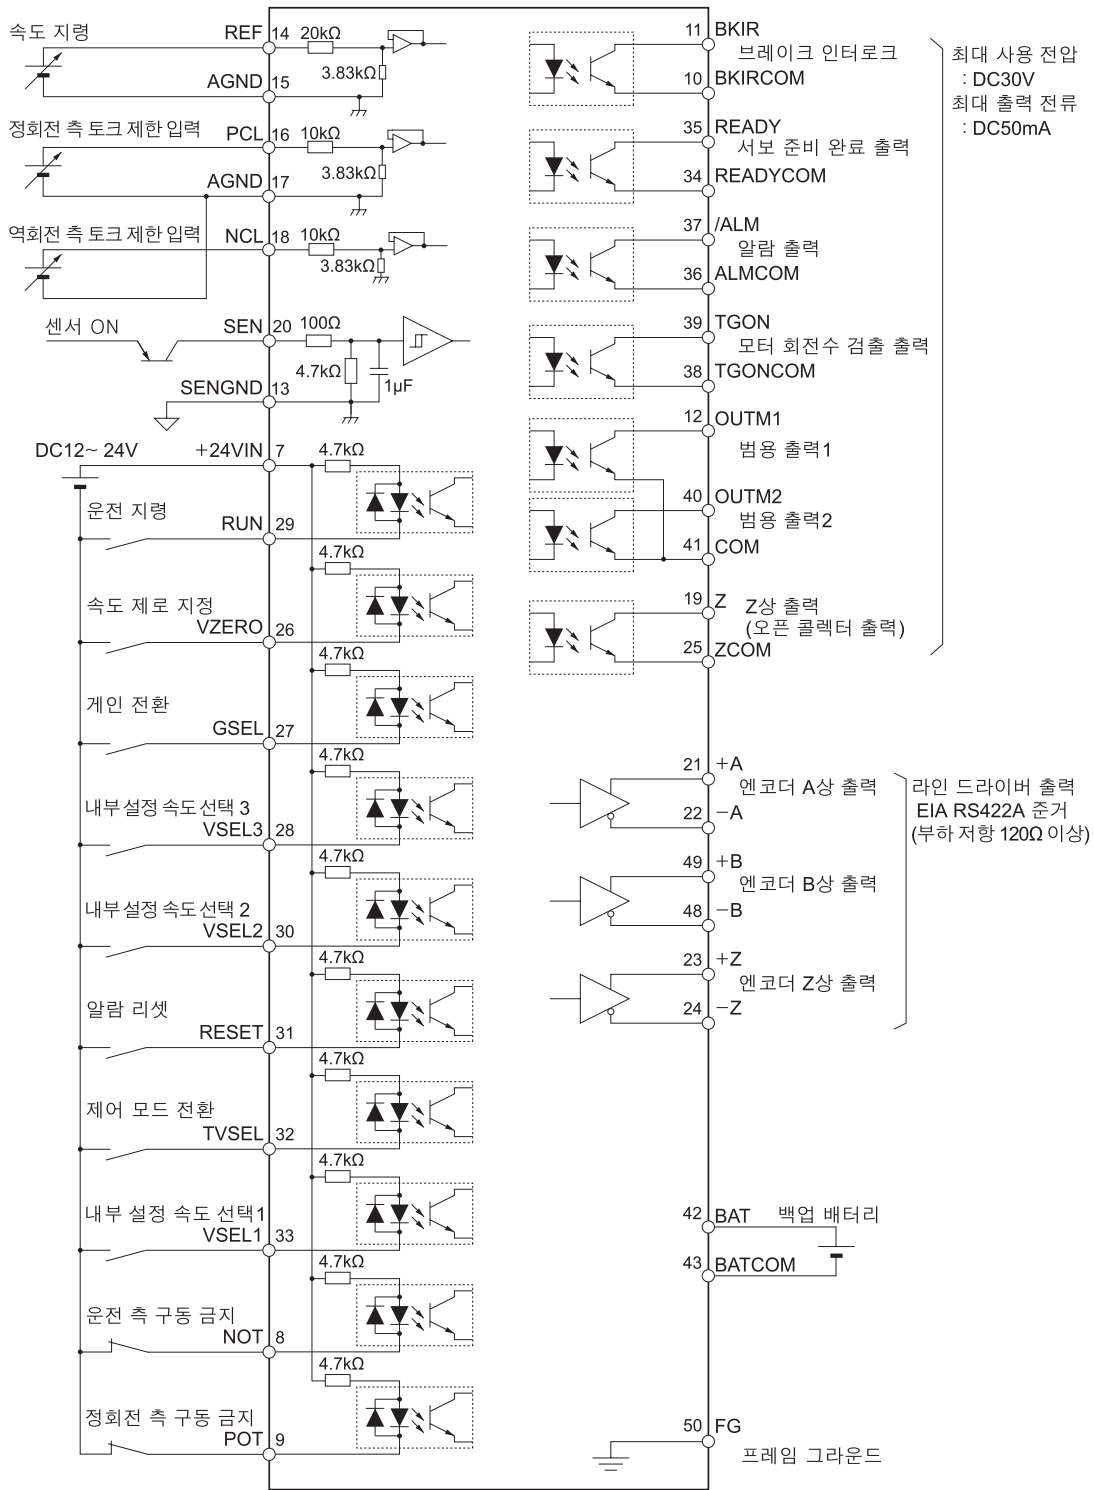 속도 지령
REF 14 20kΩ
3.83kΩ
AGND 15
정회전 측 토크 제한 입력
PCL 16 10kΩ
3.83kΩ
AGND 17
역회전 측 토크 제한 입력
NCL 18 10kΩ
3.83kΩ
센서 ON
SEN 20 100Ω
4.7kΩ
1μF
SENGND 13
DC12~ 24V
+24VIN 7 4.7kΩ
운전 지령
RUN 29
4.7kΩ
속도 제로 지정
VZERO 26
4.7kΩ
게인 전환
GSEL 27
4.7kΩ
내부설정 속도선택 3
VSEL3 28
4.7kΩ
내부설정 속도선택 2
VSEL2 30
4.7kΩ
알람 리셋
RESET 31
4.7kΩ
제어 모드 전환
TVSEL 32
4.7kΩ
내부 설정 속도 선택1
VSEL1 33
4.7kΩ
운전 측 구동 금지
NOT 8
4.7kΩ
정회전 측 구동 금지
POT 9
11 BKIR
브레이크 인터로크
10 BKIRCOM
35 READY
서보 준비 완료 출력
34 READYCOM
37 /ALM
알람 출력
36 ALMCOM
39 TGON
모터 회전수 검출 출력
38 TGONCOM
12 OUTM1
범용 출력1
40 OUTM2
범용 출력2
41 COM
19 Z
Z상 출력
(오픈 콜렉터 출력)
25 ZCOM
최대 사용 전압
: DC30V
최대 출력 전류
: DC50mA
21 +A
엔코더 A상 출력
22 −A
49 +B
엔코더 B상 출력
48 −B
23 +Z
엔코더 Z상 출력
24 −Z
라인 드라이버 출력
EIA RS422A 준거
(부하 저항 120Ω 이상)
42 BAT
백업 배터리
43 BATCOM
50 FG
프레임 그라운드